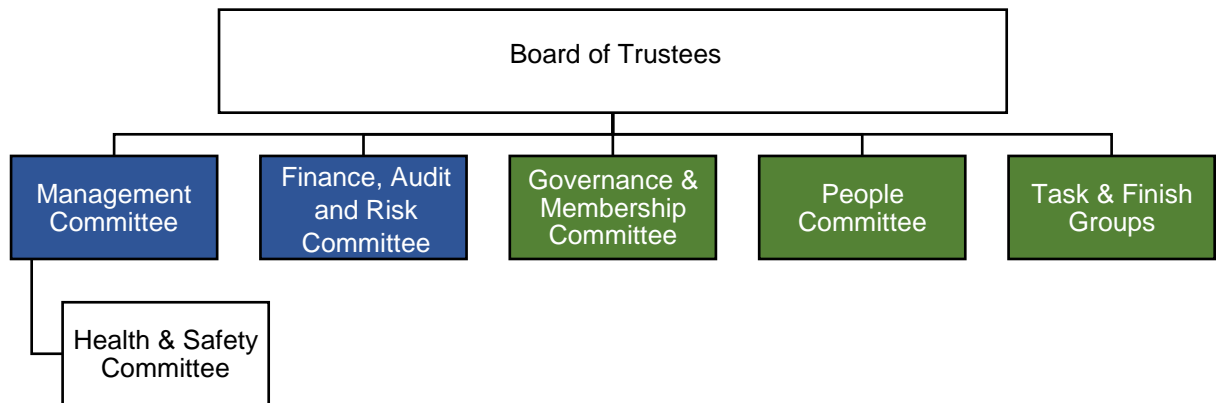 Board of Trustees
Management
Committee
Finance, Audit
and Risk
Committee
Governance &
Membership
Committee
People
Committee
Task & Finish
Groups
Health & Safety
Committee